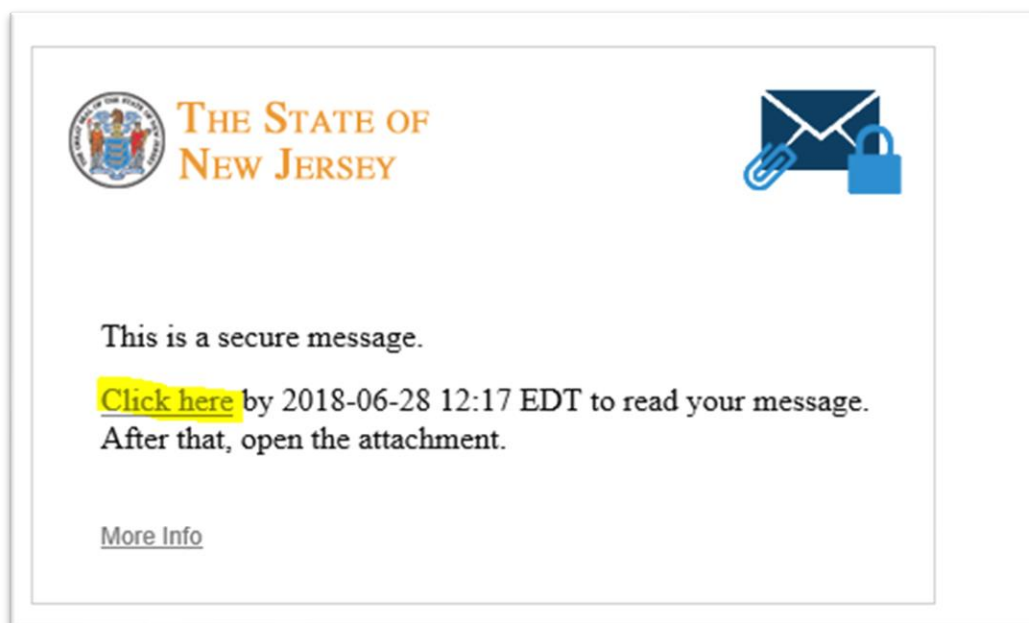 THE STATE OF
NEW JERSEY
This is a secure message.
Click here by 2018-06-28 12:17 EDT to read your message.
After that, open the attachment.
More Info